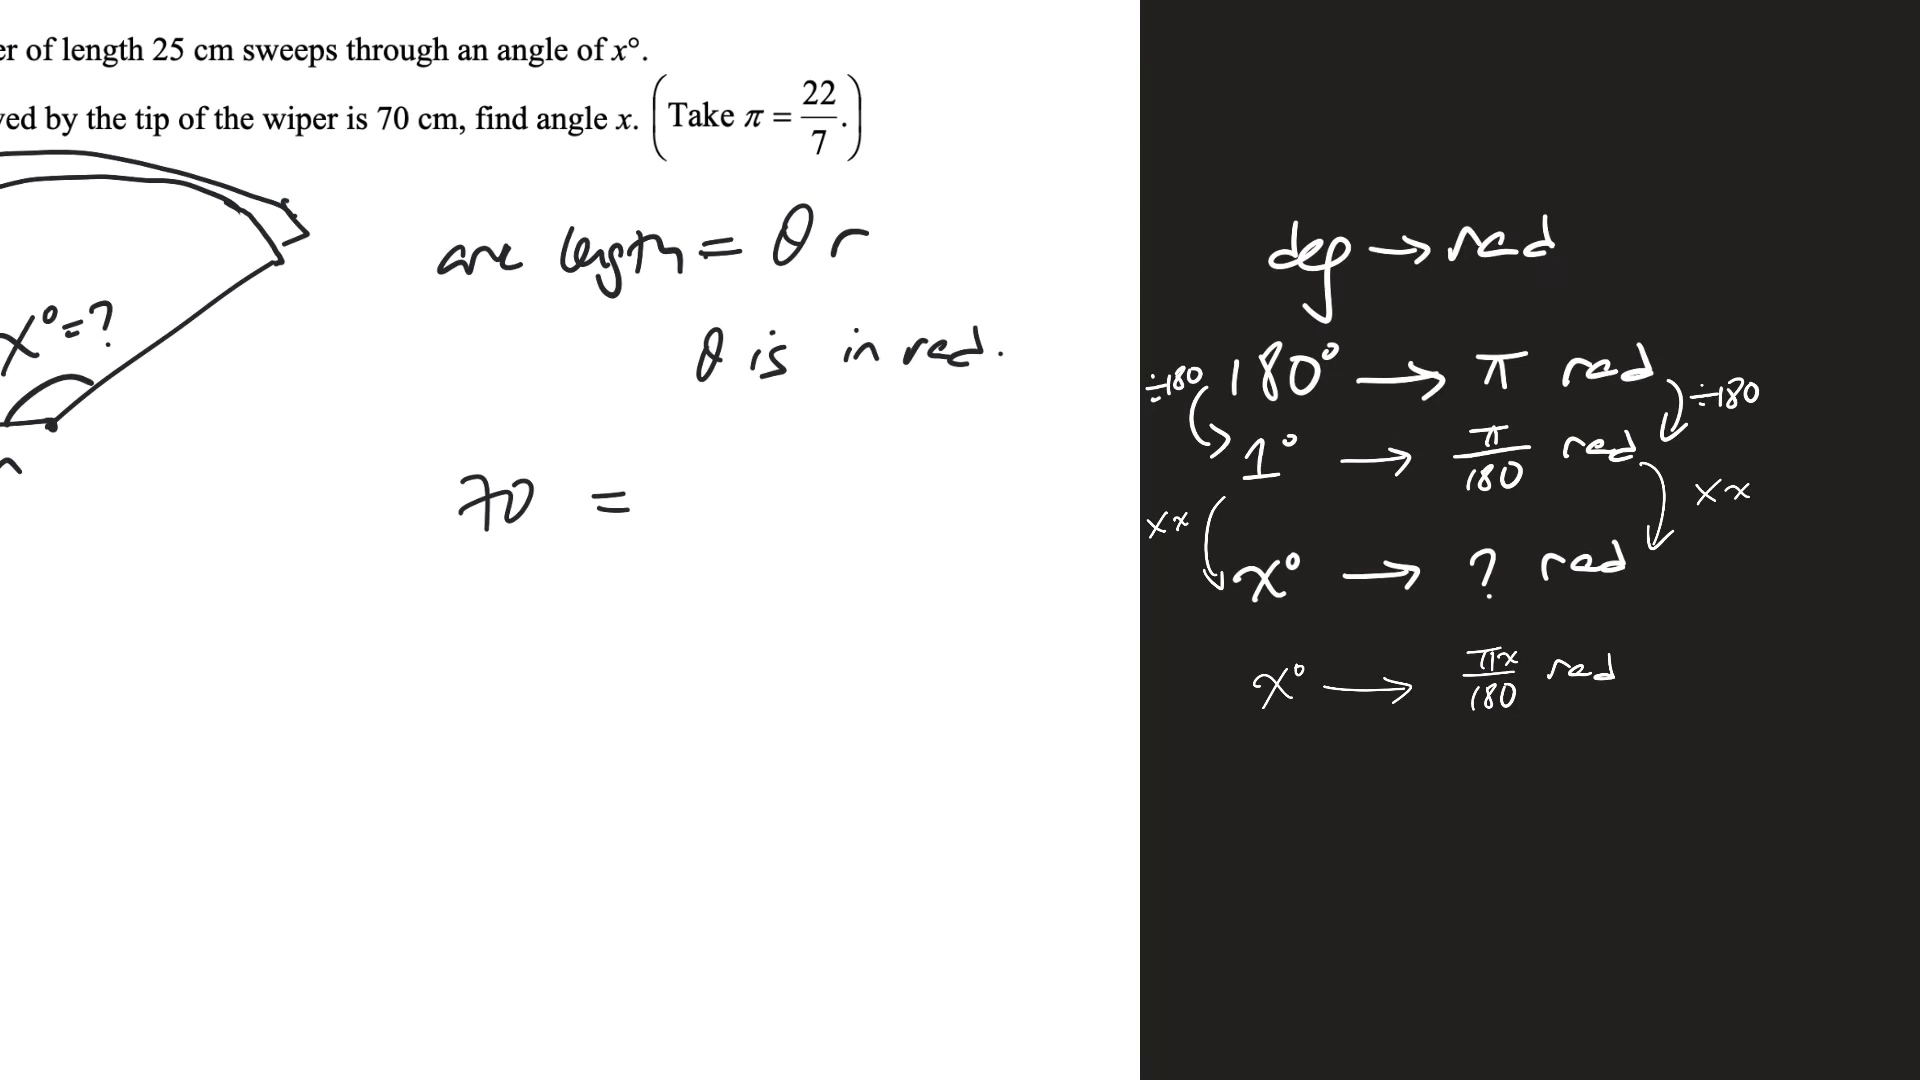 er of length 25 cm sweeps through an angle of x°.
ved by the tip of the wiper is 70 cm, find angle x. (Take π = 22/7.)
arc length = θ r
θ is in rad.
x° = ?
70 =
deg → rad
÷180 180° → π rad ÷180
1° → π/180 rad
×x ×x
x° → ? rad
x° → πx/180 rad